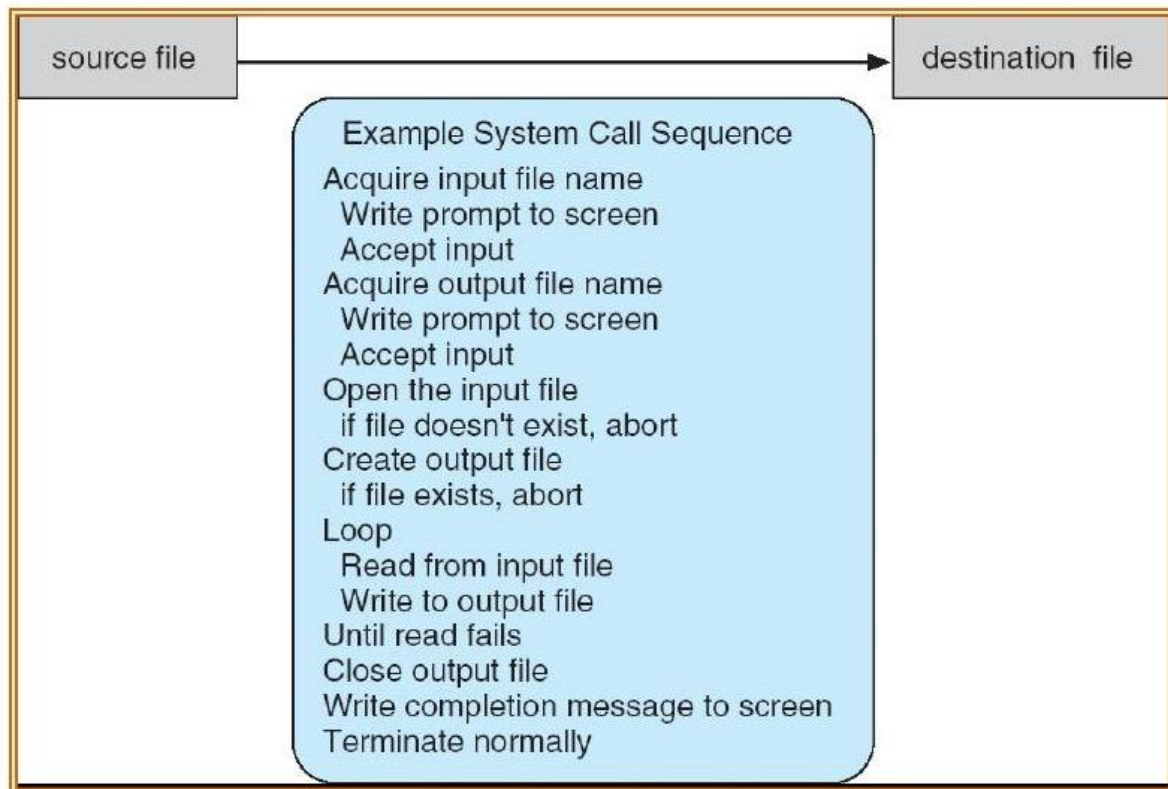 source file
destination file
Example System Call Sequence
Acquire input file name
Write prompt to screen
Accept input
Acquire output file name
Write prompt to screen
Accept input
Open the input file
if file doesn't exist, abort
Create output file
if file exists, abort
Loop
Read from input file
Write to output file
Until read fails
Close output file
Write completion message to screen
Terminate normally